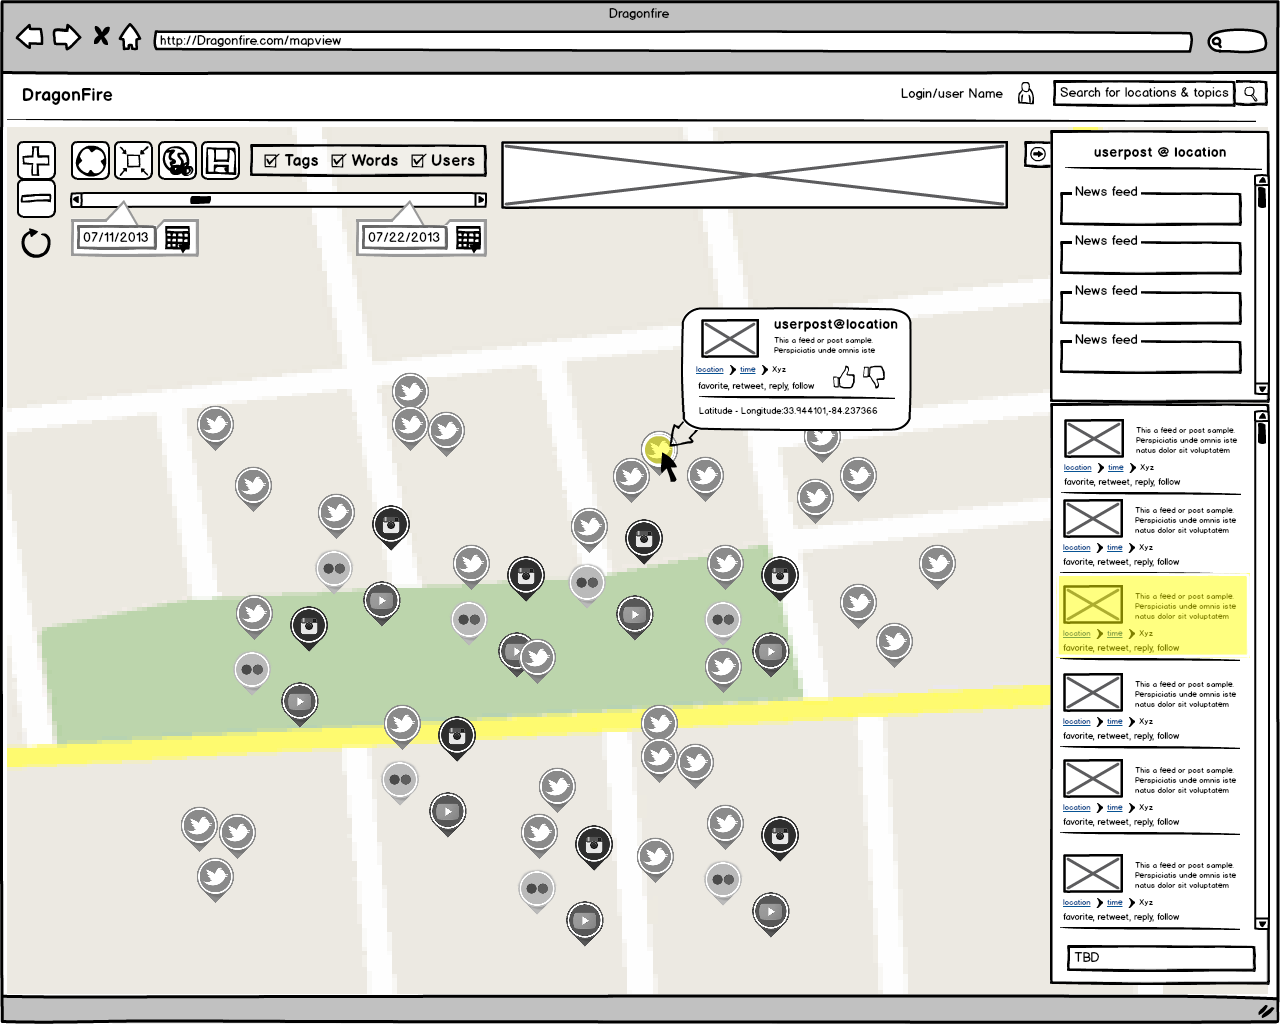 Dragonfire
http://Dragonfire.com/mapview
DragonFire
Login/user Name
Search for locations & topics
Tags Words Users
07/11/2013
07/22/2013
userpost @ location
News feed
News feed
News feed
News feed
userpost@location
This a feed or post sample.
Perspiciatis unde omnis iste
location time Xyz
favorite, retweet, reply, follow
Latitude - Longitude:33.944101,-84.237366
This a feed or post sample.
Perspiciatis unde omnis iste
natus dolor sit voluptatem
location time Xyz
favorite, retweet, reply, follow
This a feed or post sample.
Perspiciatis unde omnis iste
natus dolor sit voluptatem
location time Xyz
favorite, retweet, reply, follow
This a feed or post sample.
Perspiciatis unde omnis iste
natus dolor sit voluptatem
location time Xyz
favorite, retweet, reply, follow
This a feed or post sample.
Perspiciatis unde omnis iste
natus dolor sit voluptatem
location time Xyz
favorite, retweet, reply, follow
This a feed or post sample.
Perspiciatis unde omnis iste
natus dolor sit voluptatem
location time Xyz
favorite, retweet, reply, follow
This a feed or post sample.
Perspiciatis unde omnis iste
natus dolor sit voluptatem
location time Xyz
favorite, retweet, reply, follow
TBD